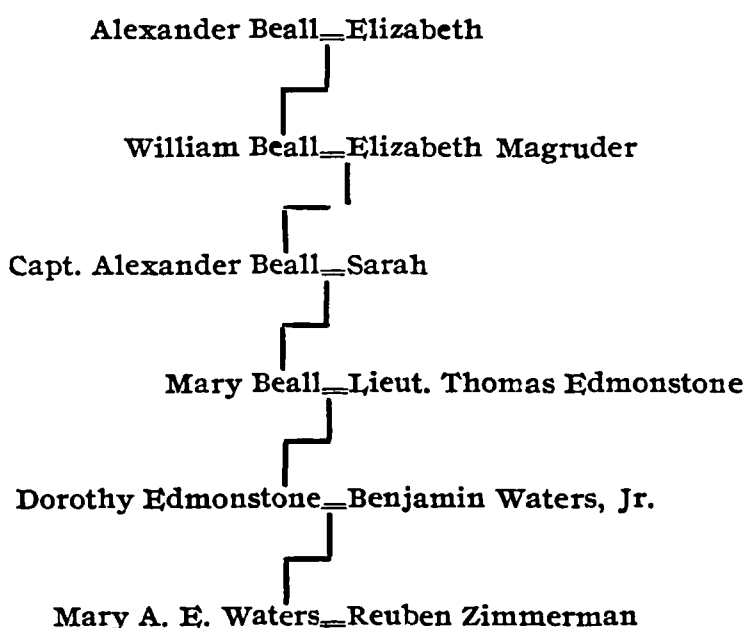 Alexander Beall=Elizabeth
William Beall=Elizabeth Magruder
Capt. Alexander Beall=Sarah
Mary Beall=Lieut. Thomas Edmonstone
Dorothy Edmonstone=Benjamin Waters, Jr.
Mary A. E. Waters=Reuben Zimmerman